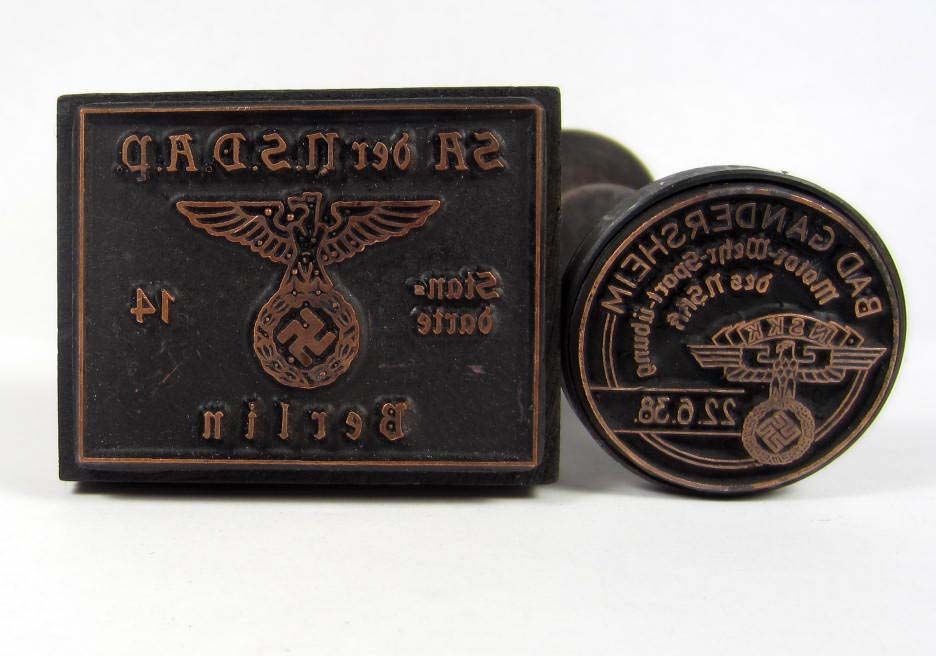 SA der N.S.D.A.P.
14
Stan=
darte
Berlin
BAD GANDERSHEIM
Motor-Wehr-Sport-übung
des NSKK
NSKK
22.6.38.